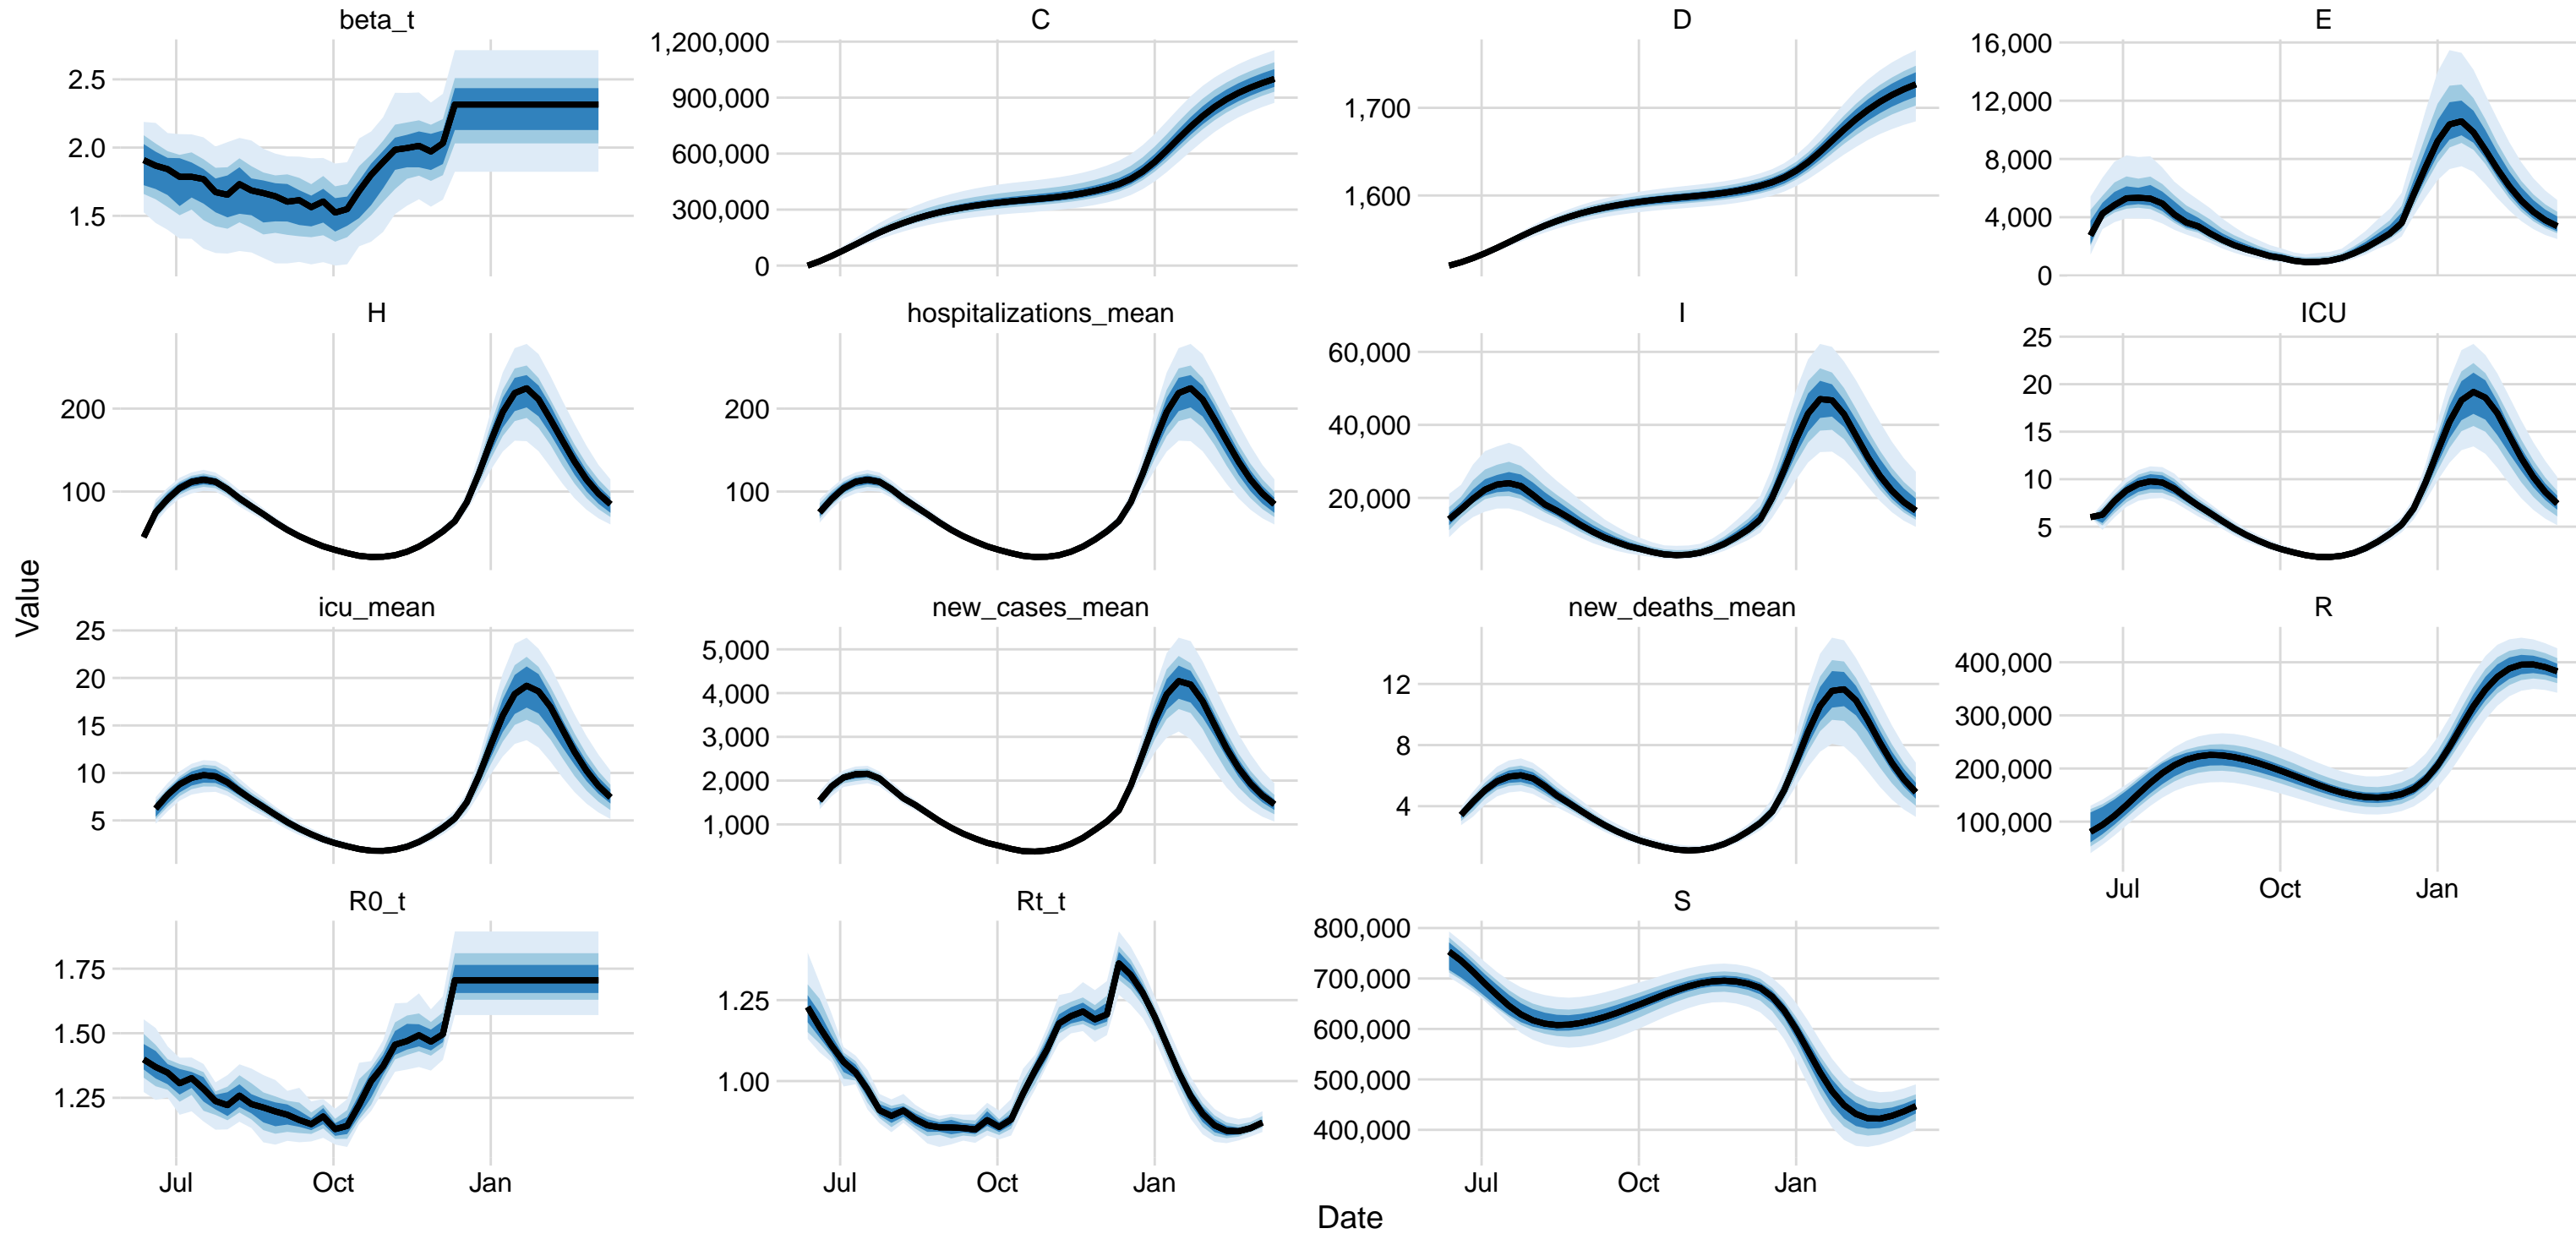 beta_t
C
D
E
2.5
2.0
1.5
1,200,000
900,000
600,000
300,000
0
1,700
1,600
16,000
12,000
8,000
4,000
0
H
hospitalizations_mean
I
ICU
200
100
200
100
60,000
40,000
20,000
25
20
15
10
5
icu_mean
new_cases_mean
new_deaths_mean
R
25
20
15
10
5
5,000
4,000
3,000
2,000
1,000
12
8
4
400,000
300,000
200,000
100,000
Jul
Oct
Jan
R0_t
Rt_t
S
1.75
1.50
1.25
1.25
1.00
800,000
700,000
600,000
500,000
400,000
Jul
Oct
Jan
Jul
Oct
Jan
Jul
Oct
Jan
Value
Date